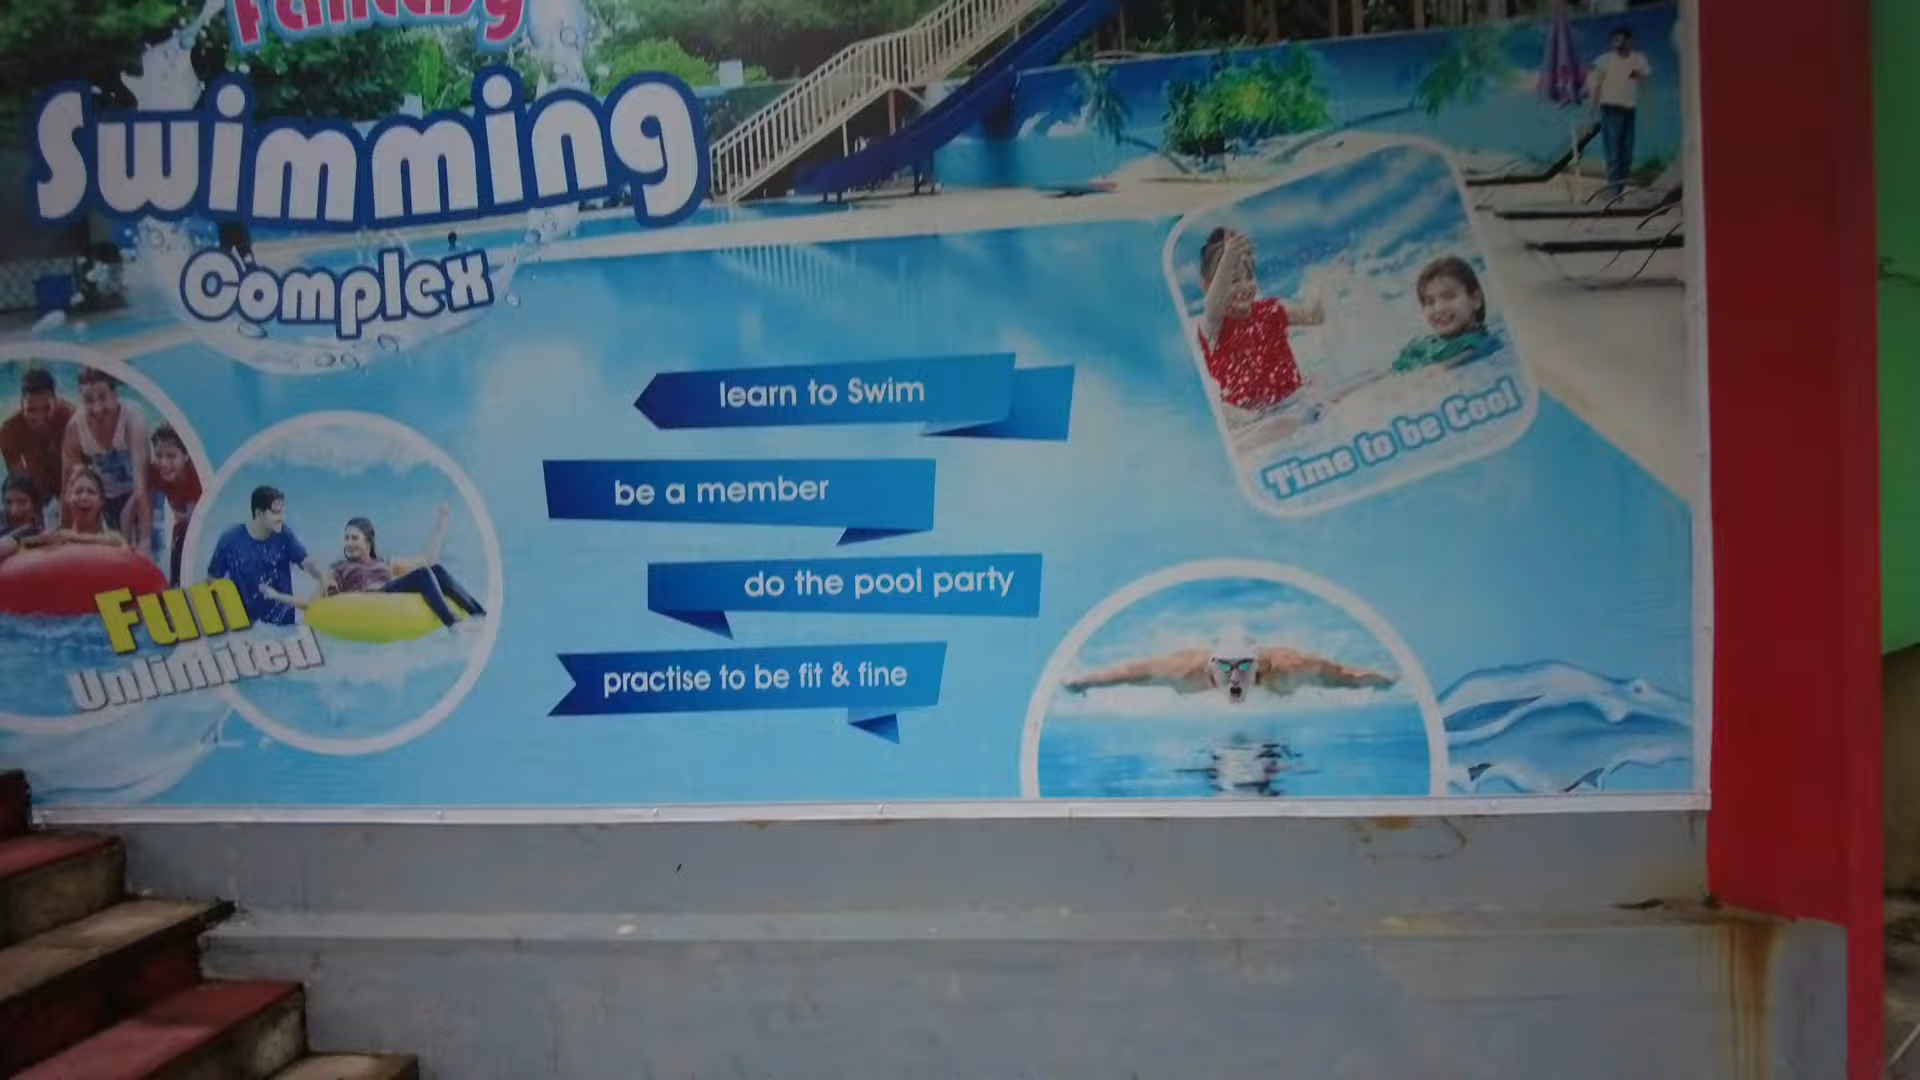 Fantasy
Swimming
Complex
learn to Swim
be a member
do the pool party
practise to be fit & fine
Time to be Cool
Fun
Unlimited